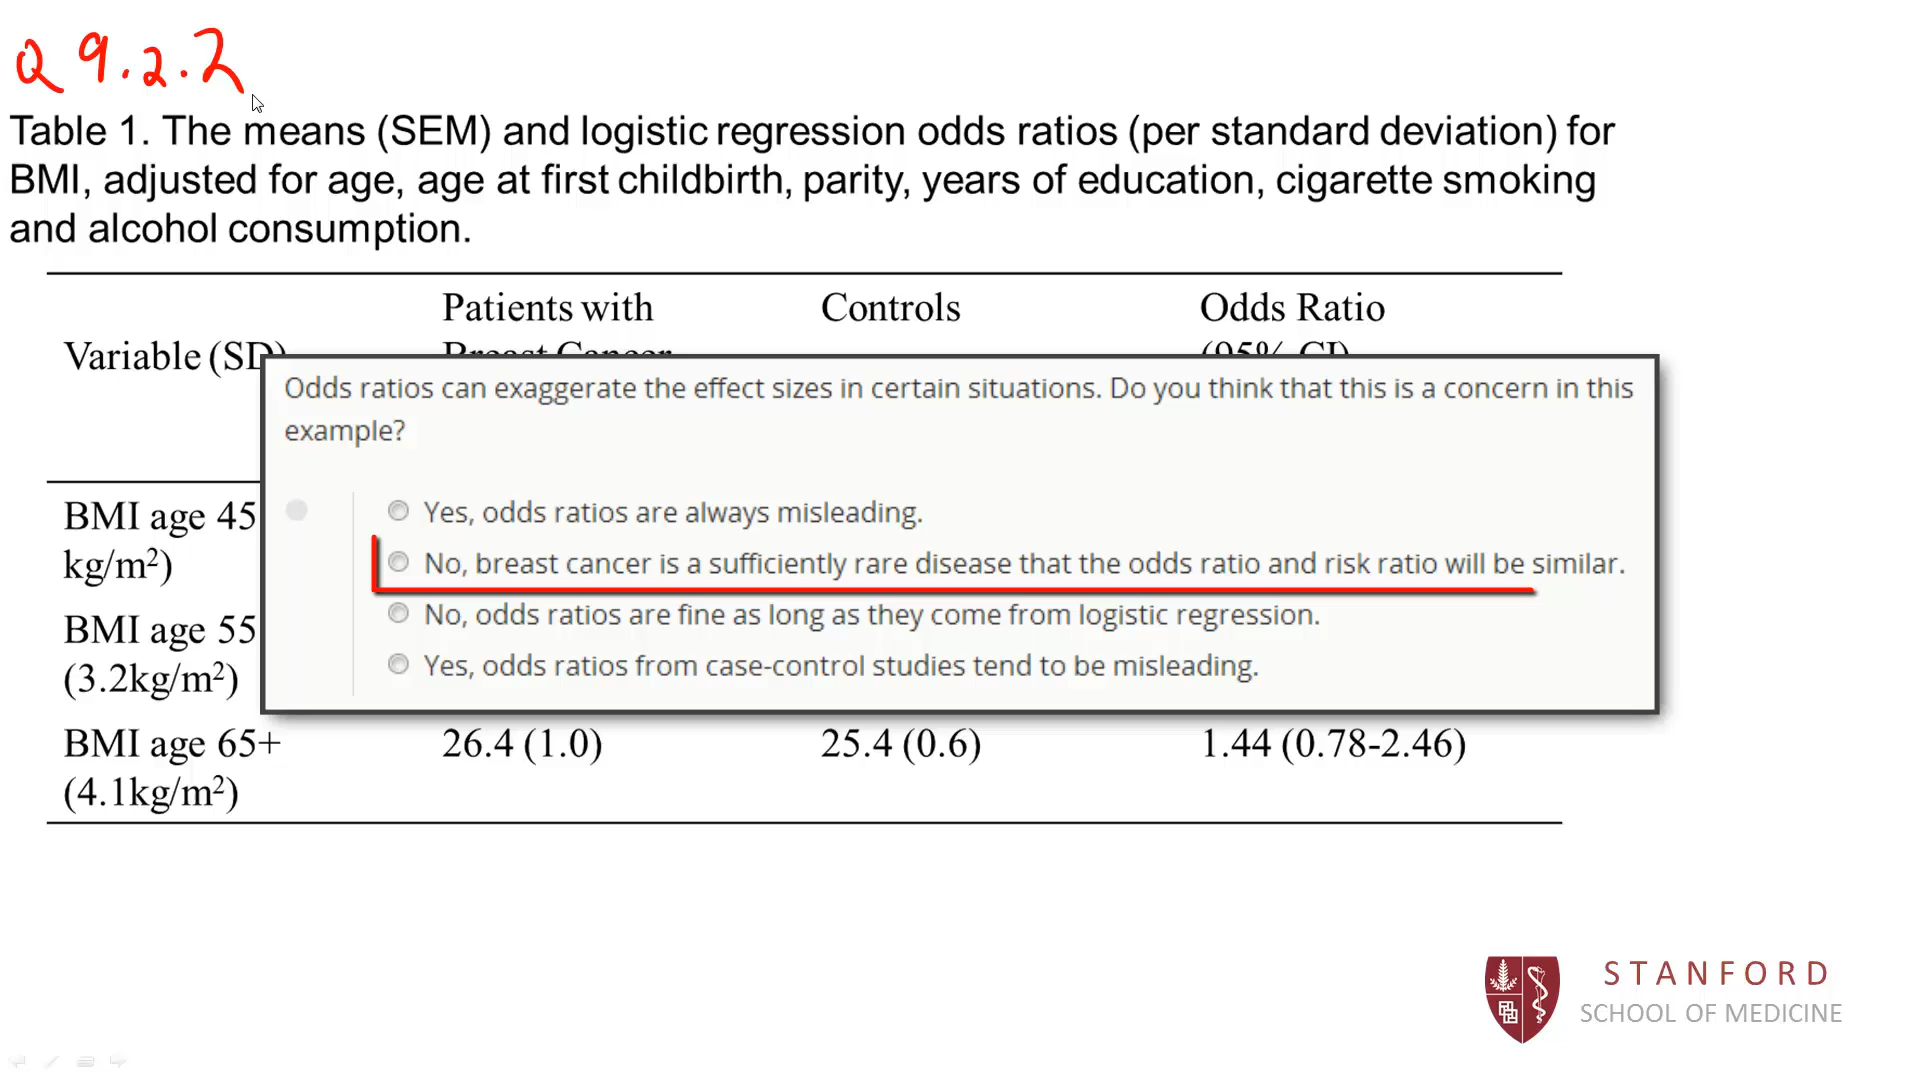 Q 9.2.2
Table 1. The means (SEM) and logistic regression odds ratios (per standard deviation) for
BMI, adjusted for age, age at first childbirth, parity, years of education, cigarette smoking
and alcohol consumption.
Patients with Controls Odds Ratio
Variable (SD) Breast Cancer (95% CI)
Odds ratios can exaggerate the effect sizes in certain situations. Do you think that this is a concern in this
example?
Yes, odds ratios are always misleading.
No, breast cancer is a sufficiently rare disease that the odds ratio and risk ratio will be similar.
No, odds ratios are fine as long as they come from logistic regression.
Yes, odds ratios from case-control studies tend to be misleading.
BMI age 45
kg/m²)
BMI age 55
(3.2kg/m²)
BMI age 65+ 26.4 (1.0) 25.4 (0.6) 1.44 (0.78-2.46)
(4.1kg/m²)
STANFORD
SCHOOL OF MEDICINE